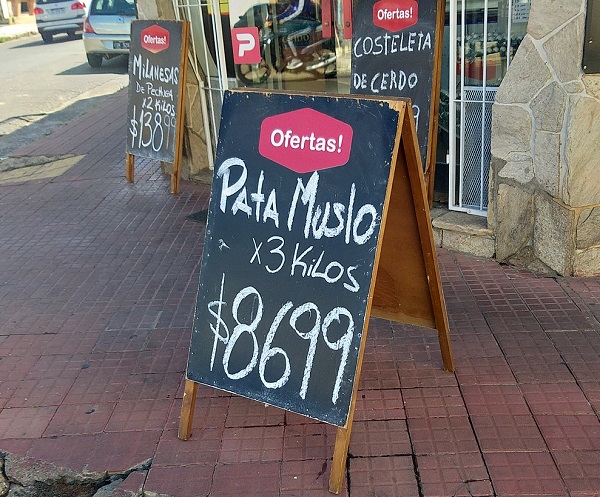 Ofertas!
MilANESAS
De Pechuga
x2 Kilos
Ofertas!
COSTELETA
DE CERDO
P
Ofertas!
PatA Muslo
x3 Kilos
$8699